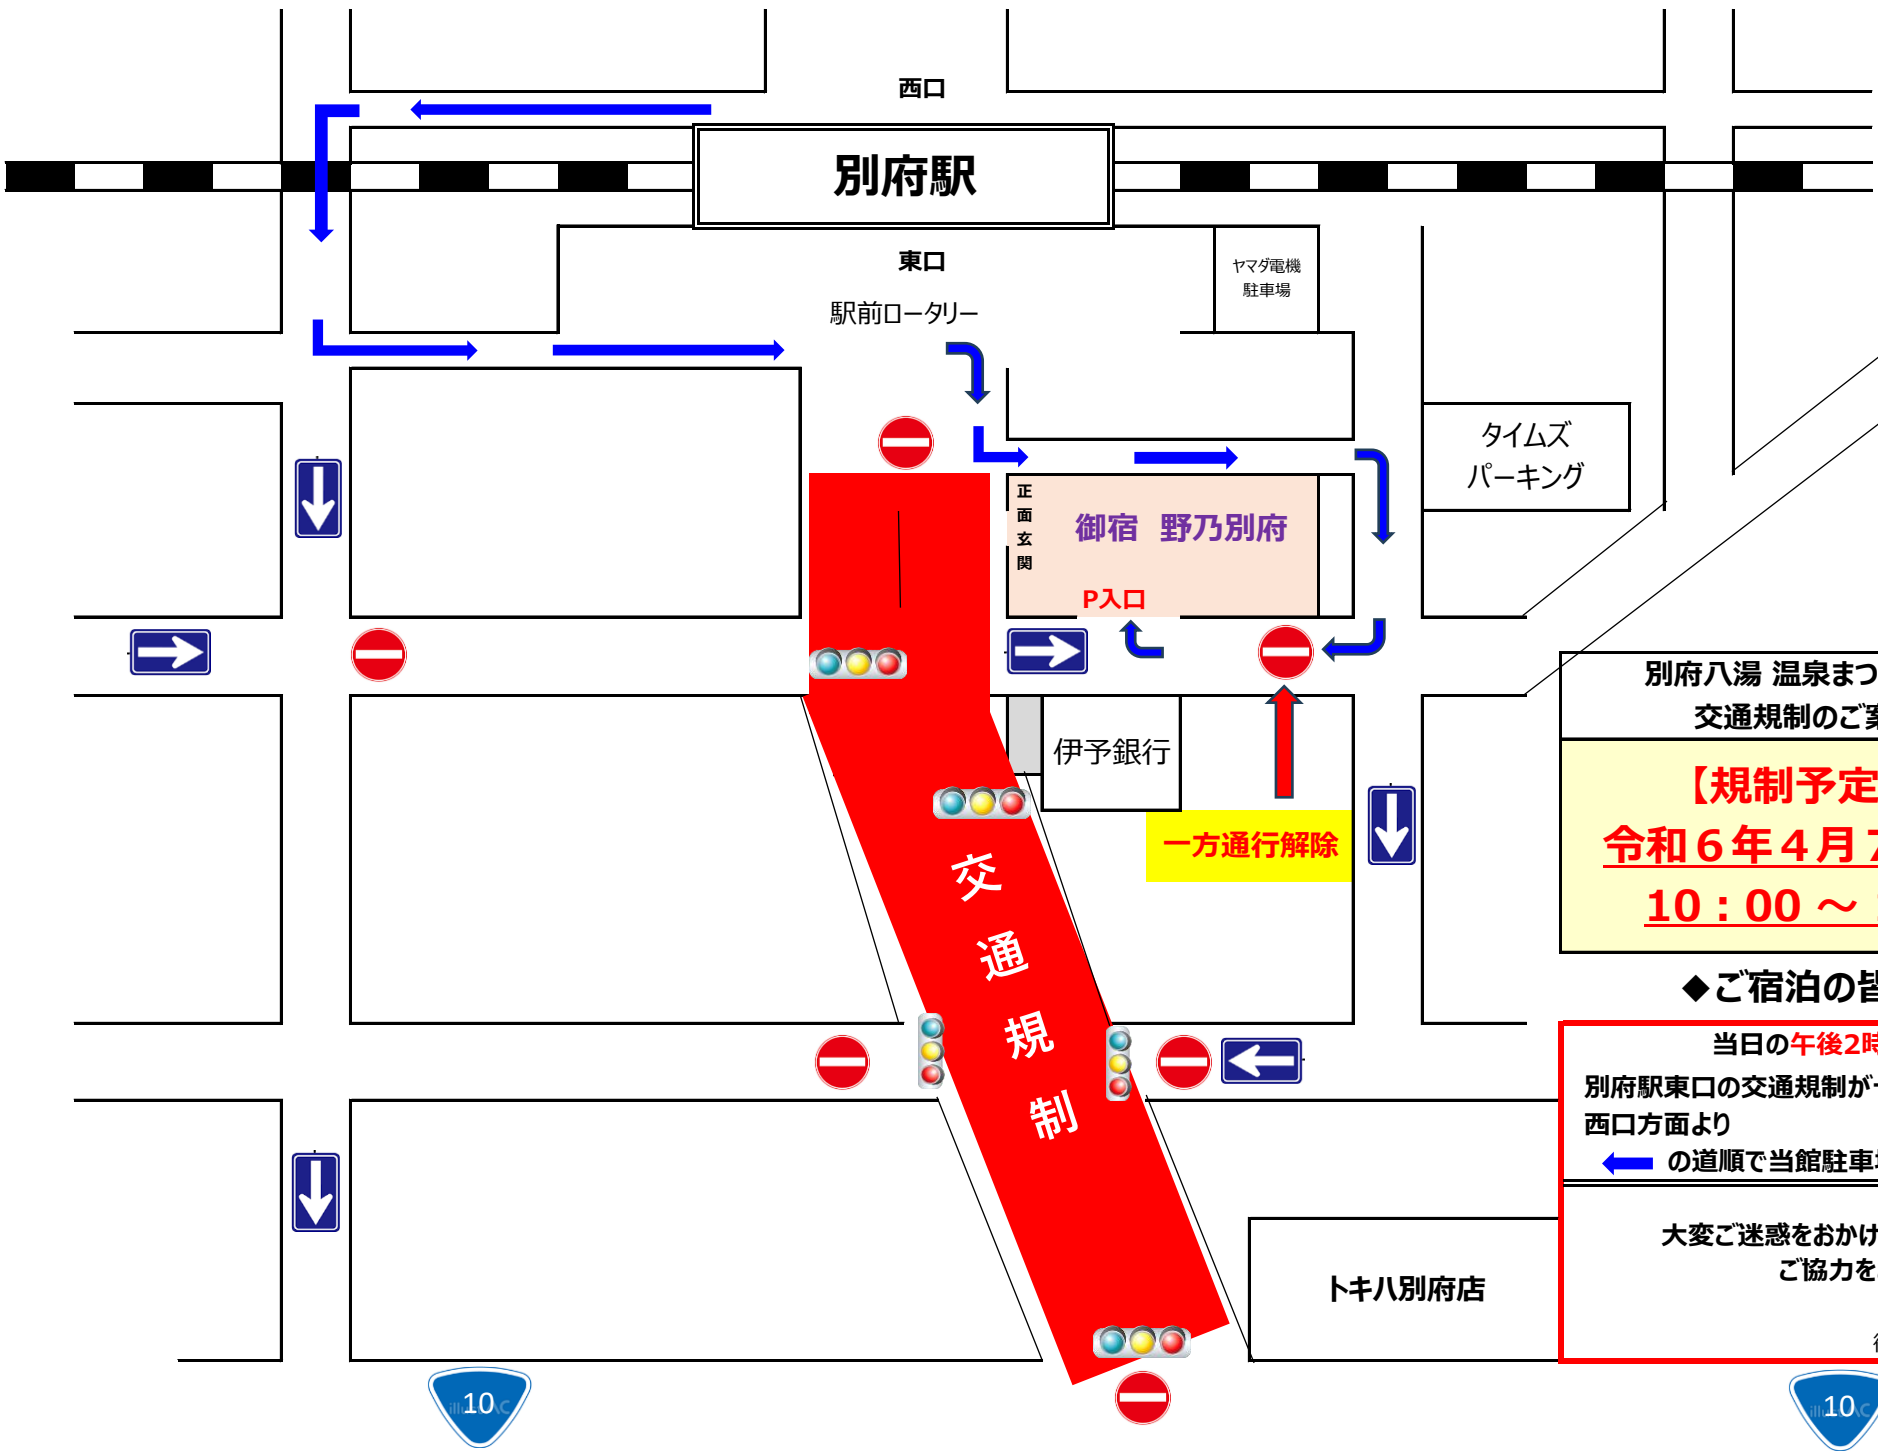 西口
別府駅
東口
駅前ロータリー
ヤマダ電機
駐車場
タイムズ
パーキング
正面玄関
御宿 野乃別府
P入口
伊予銀行
一方通行解除
交通規制
トキハ別府店
別府八湯 温泉まつ
交通規制のご
【規制予定
令和6年4月
10:00 ～
◆ご宿泊の
当日の午後2時
別府駅東口の交通規制が
西口方面より
の道順で当館駐車
大変ご迷惑をおかけ
ご協力を
10
10